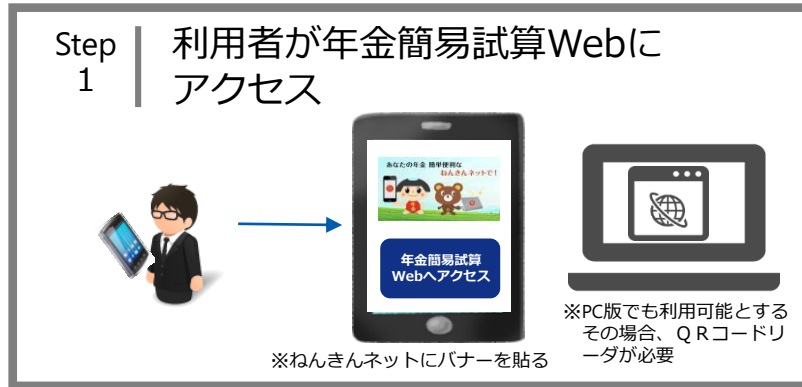 Step
1
利用者が年金簡易試算Webに
アクセス
あなたの年金 簡単便利な
ねんきんネットで！
年金簡易試算
Webへアクセス
※ねんきんネットにバナーを貼る
※PC版でも利用可能とする
その場合、ＱＲコードリ
ーダが必要